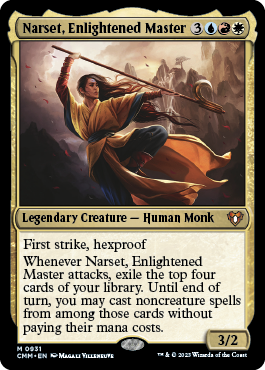 Narset, Enlightened Master 3
Legendary Creature — Human Monk
First strike, hexproof
Whenever Narset, Enlightened
Master attacks, exile the top four
cards of your library. Until end of
turn, you may cast noncreature spells
from among those cards without
paying their mana costs.
3/2
M 0931
CMM • EN Magali Villeneuve
™ & © 2023 Wizards of the Coast